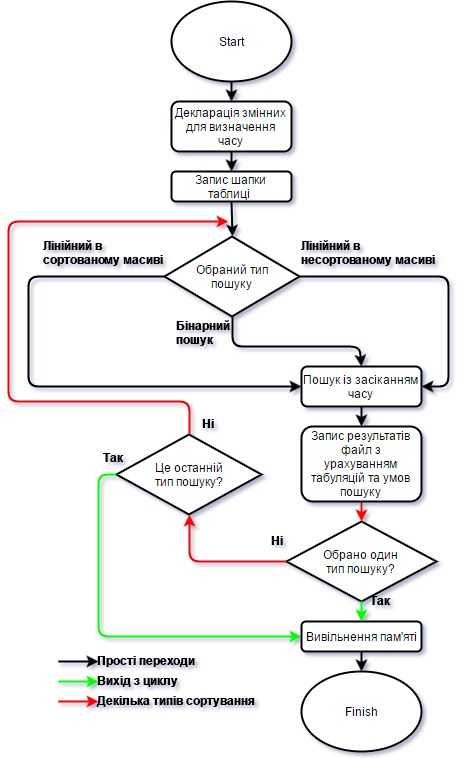 Start
Декларація змінних
для визначення
часу
Запис шапки
таблиці
Лінійний в
сортованому масиві
Обраний тип
пошуку
Лінійний в
несортованому масиві
Бінарний
пошук
Пошук із засіканням
часу
Запис результатів
файл з
урахуванням
табуляцій та умов
пошуку
Ні
Так
Це останній
тип пошуку?
Ні
Обрано один
тип пошуку?
Так
Вивільнення пам'яті
Прості переходи
Вихід з циклу
Декілька типів сортування
Finish